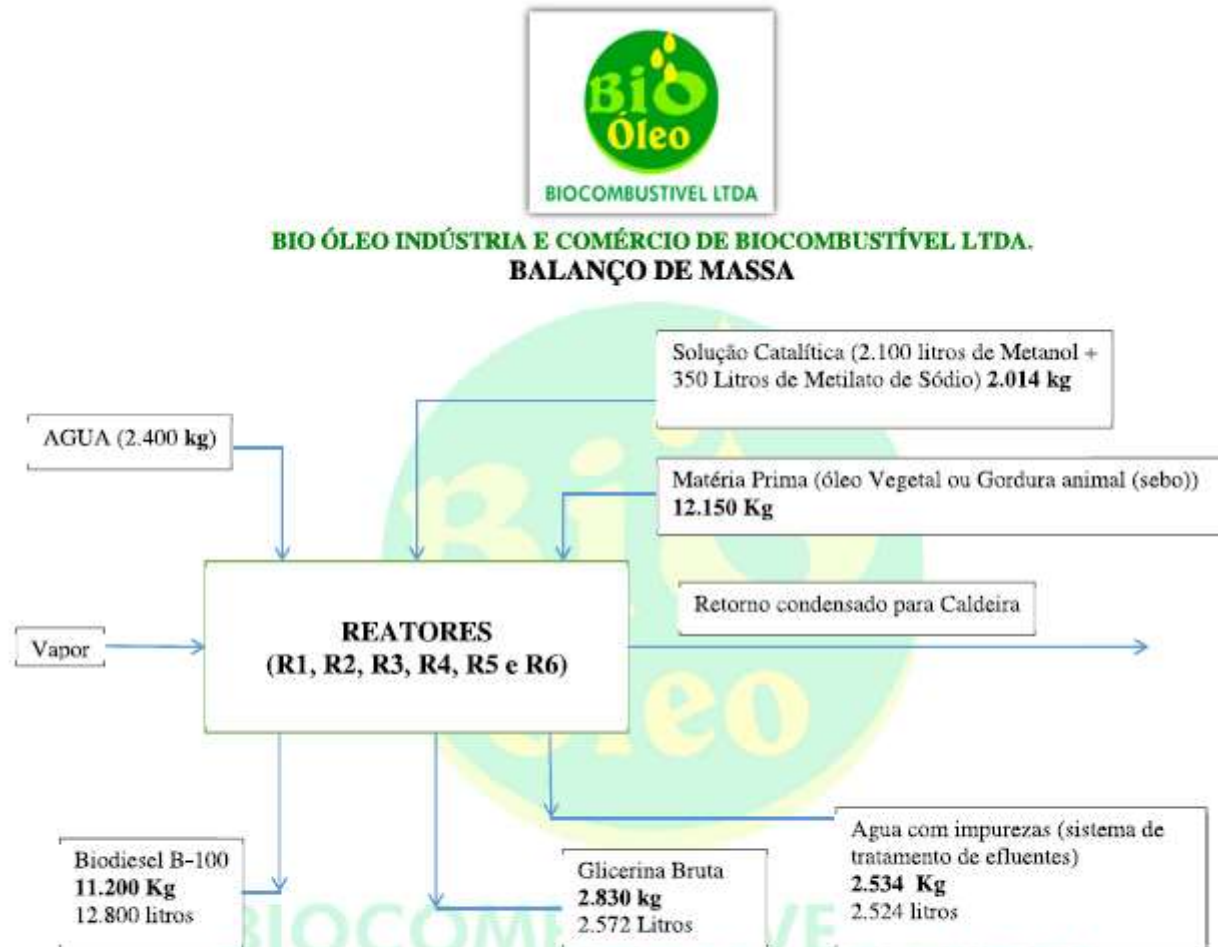 BiO
Óleo
BIOCOMBUSTIVEL LTDA
BIO ÓLEO INDÚSTRIA E COMÉRCIO DE BIOCOMBUSTÍVEL LTDA.
BALANÇO DE MASSA
Solução Catalítica (2.100 litros de Metanol +
350 Litros de Metilato de Sódio) 2.014 kg
AGUA (2.400 kg)
Matéria Prima (óleo Vegetal ou Gordura animal (sebo))
12.150 Kg
Retorno condensado para Caldeira
Vapor
REATORES
(R1, R2, R3, R4, R5 e R6)
BiÓ
Óleo
Biodiesel B-100
11.200 Kg
12.800 litros
Glicerina Bruta
2.830 kg
2.572 Litros
Agua com impurezas (sistema de
tratamento de efluentes)
2.534 Kg
2.524 litros